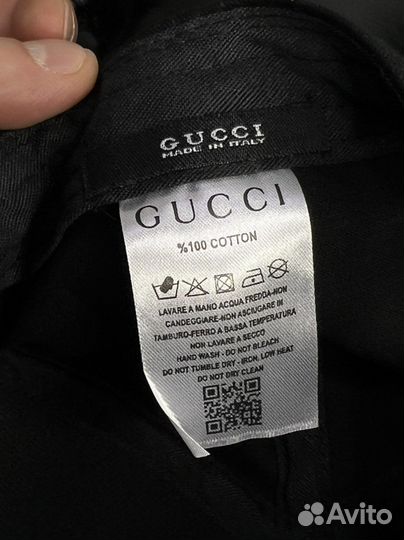 GUCCI
MADE IN ITALY
GUCCI
%100 COTTON
LAVARE A MANO ACQUA FREDDA-NON
CANDEGGIARE-NON ASCIUGARE IN
TAMBURO-FERRO A BASSA TEMPERATURA
NON LAVARE A SECCO
HAND WASH - DO NOT BLEACH
DO NOT TUMBLE DRY - IRON, LOW HEAT
DO NOT DRY CLEAN
Avito